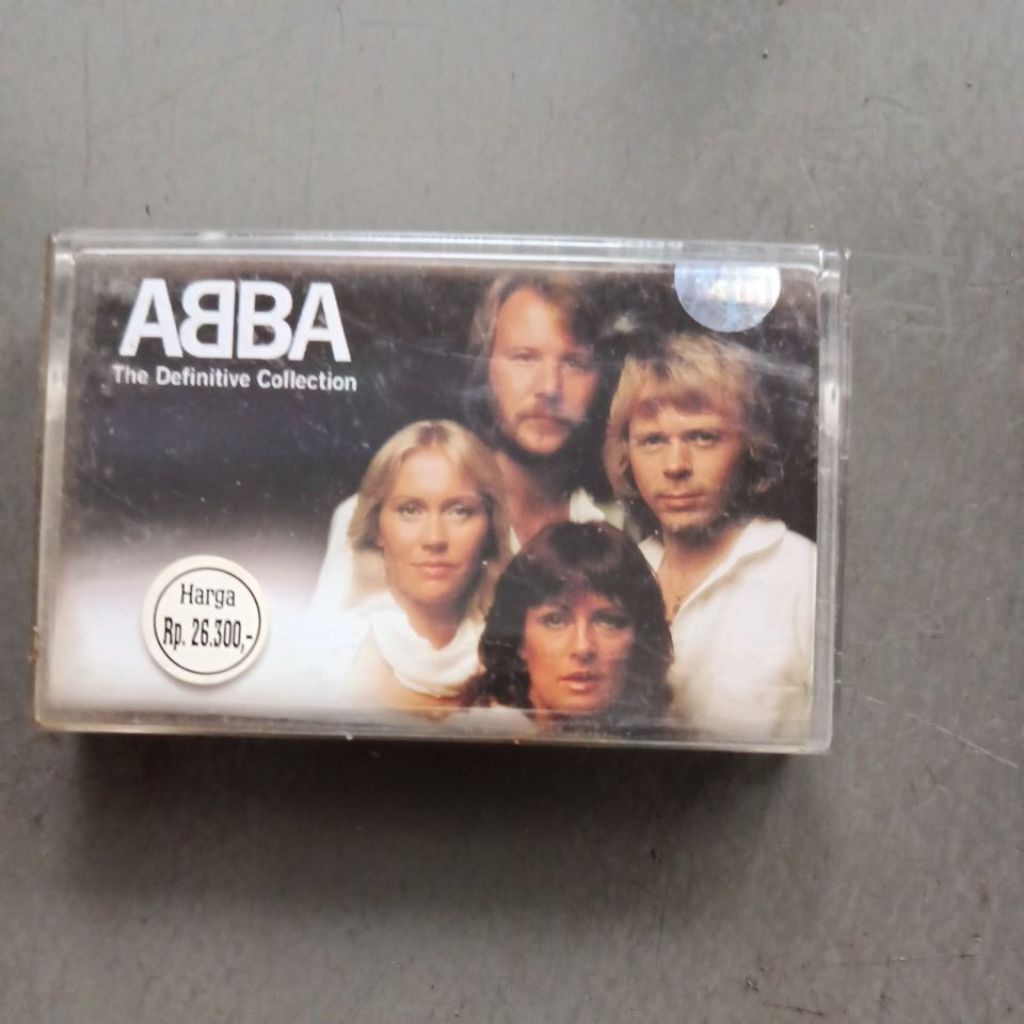 ABBA
The Definitive Collection
Harga
Rp. 26.300,-